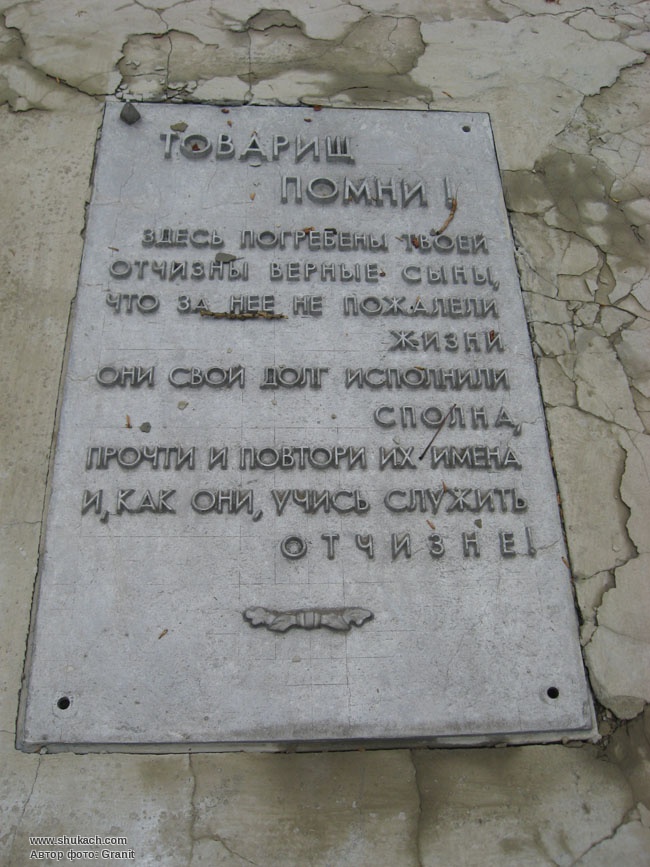 ТОВАРИЩ
ПОМНИ!
ЗДЕСЬ ПОГРЕБЕНЫ ТВОЕЙ
ОТЧИЗНЫ ВЕРНЫЕ СЫНЫ,
ЧТО ЗА НЕЕ НЕ ПОЖАЛЕЛИ
ЖИЗНИ
ОНИ СВОЙ ДОЛГ ИСПОЛНИЛИ
СПОЛНА,
ПРОЧТИ И ПОВТОРИ ИХ ИМЕНА
И, КАК ОНИ, УЧИСЬ СЛУЖИТЬ
ОТЧИЗНЕ!
www.shukach.com
Автор фото: Granit